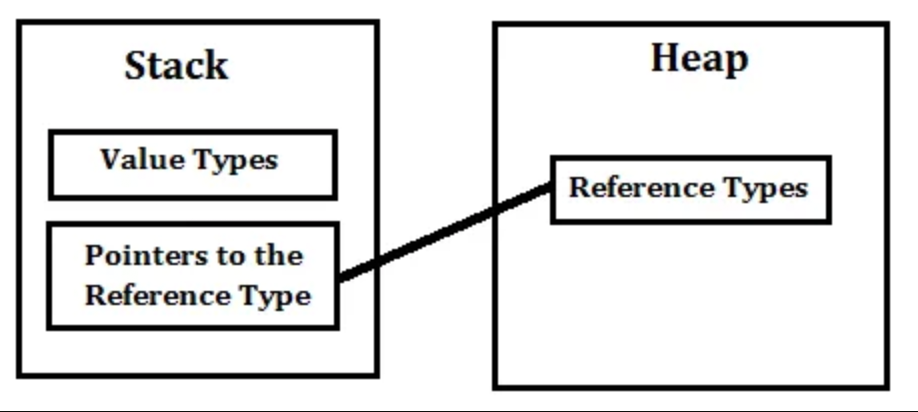 Stack
Value Types
Pointers to the
Reference Type
Heap
Reference Types